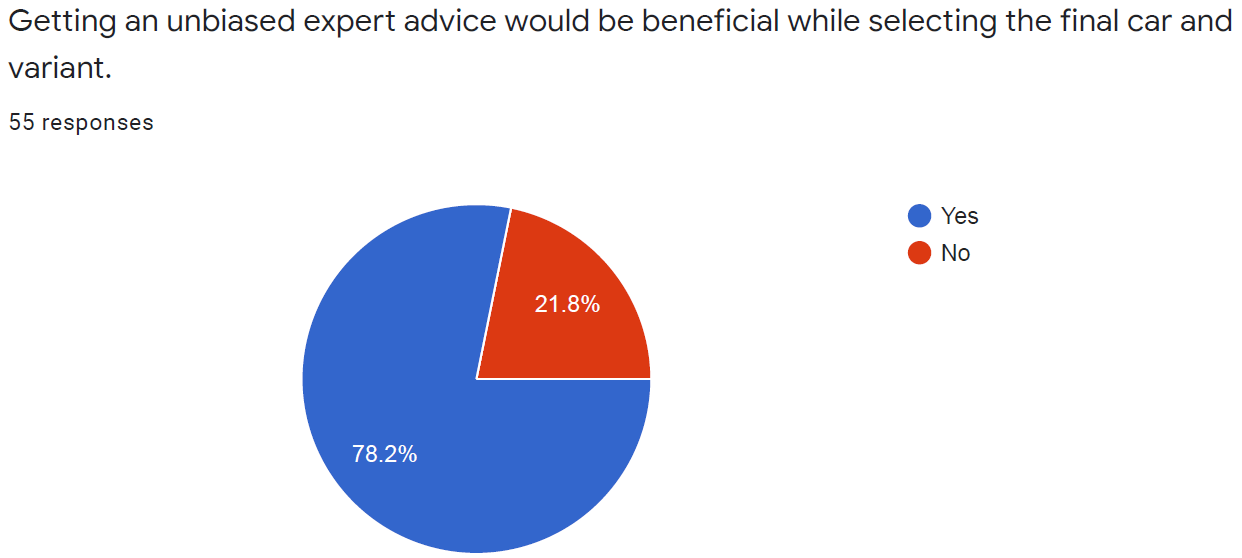 Getting an unbiased expert advice would be beneficial while selecting the final car and
variant.
55 responses
Yes
No
21.8%
78.2%